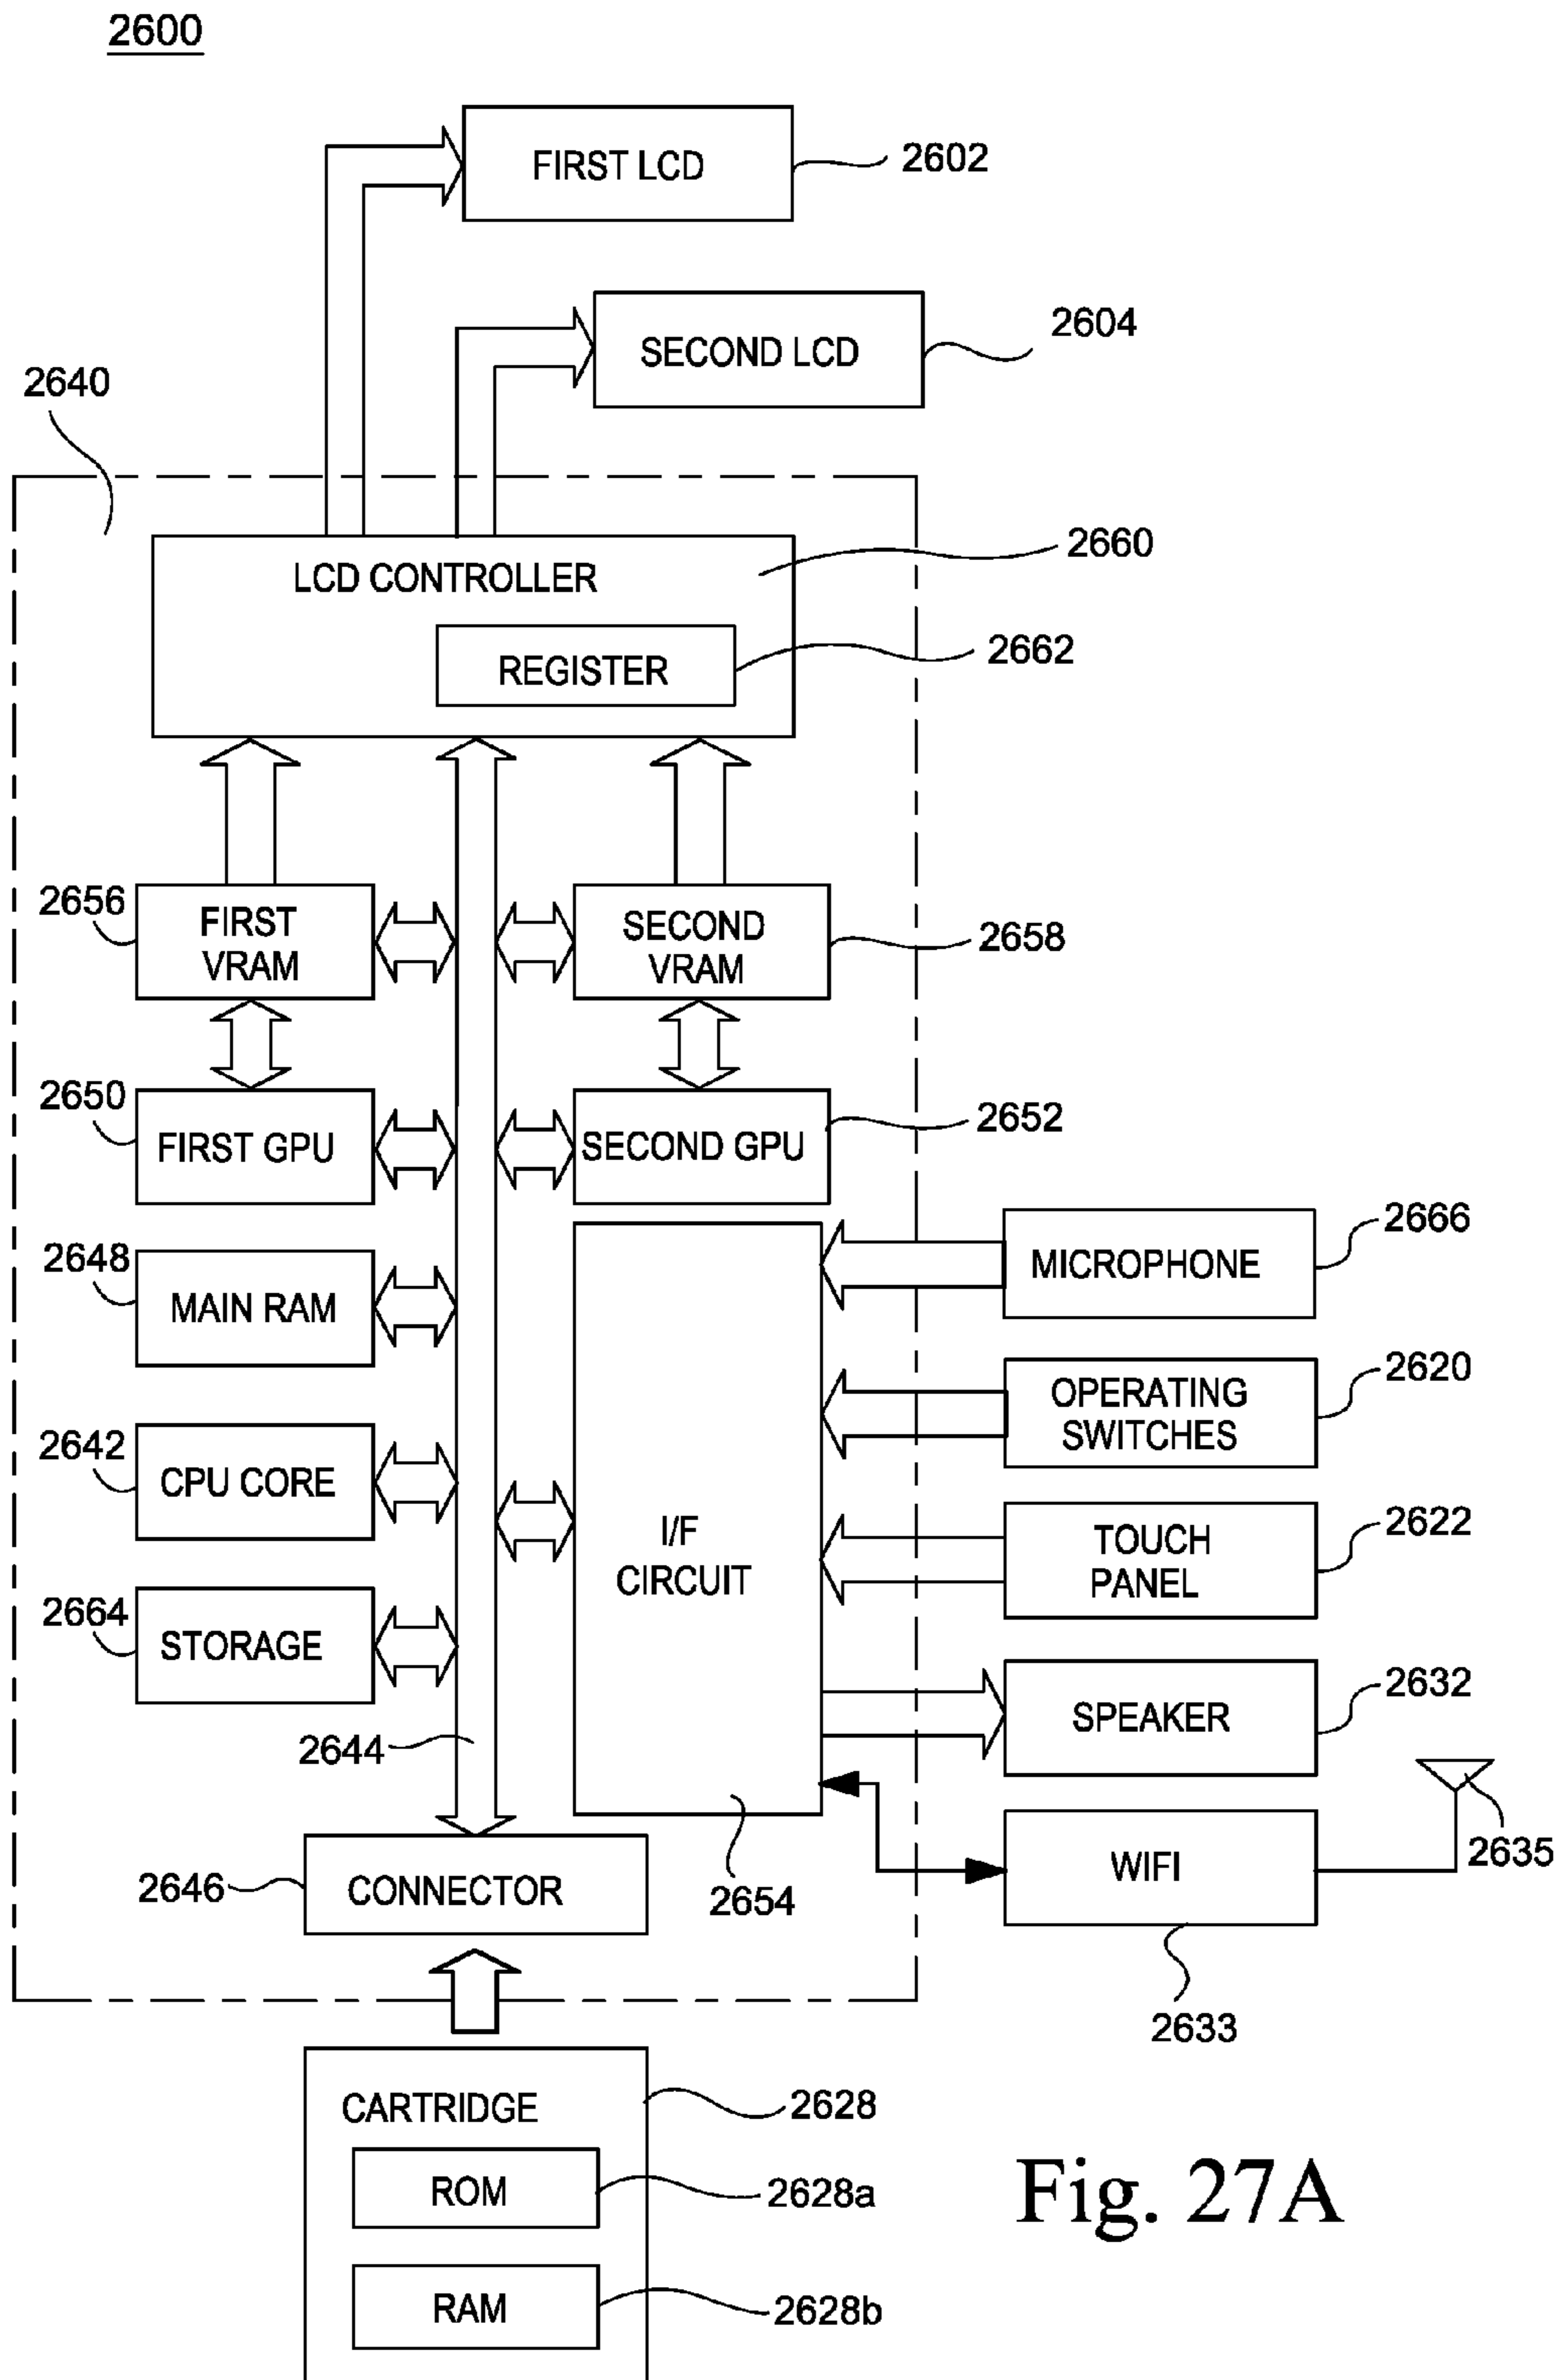 2600
FIRST LCD
2602
SECOND LCD
2604
2640
LCD CONTROLLER
2660
REGISTER
2662
2656
FIRST
VRAM
SECOND
VRAM
2658
2650
FIRST GPU
SECOND GPU
2652
2648
MAIN RAM
MICROPHONE
2666
OPERATING
SWITCHES
2620
2642
CPU CORE
I/F
CIRCUIT
TOUCH
PANEL
2622
2664
STORAGE
SPEAKER
2632
2644
2646
CONNECTOR
2654
WIFI
2635
2633
CARTRIDGE
2628
ROM
2628a
RAM
2628b
Fig. 27A